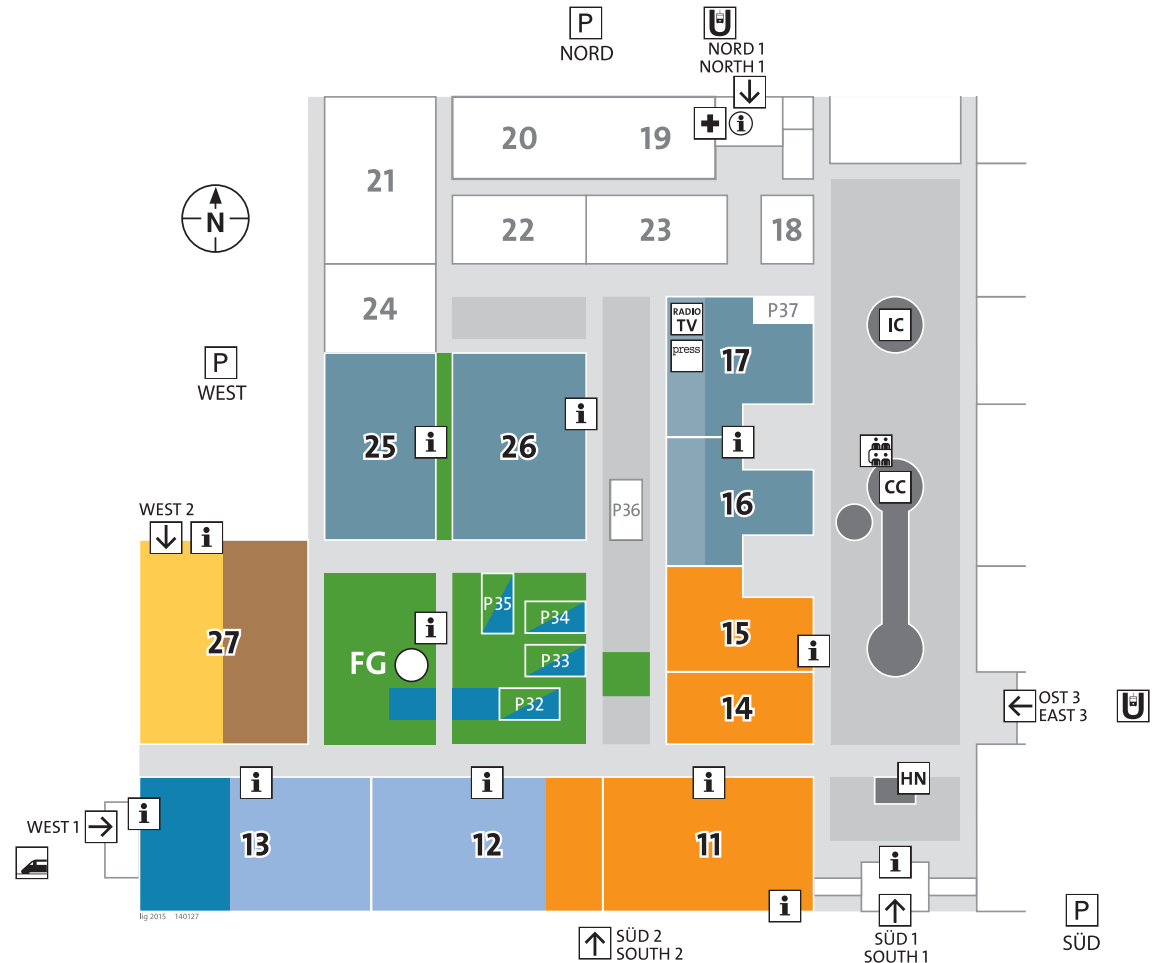 P
NORD
NORD 1
NORTH 1
20
19
21
N
22
23
18
24
P37
RADIO
TV
IC
press
17
P
WEST
25
26
CC
16
P36
WEST 2
P35
P34
15
27
FG
P33
P32
14
OST 3
EAST 3
HN
WEST 1
13
12
11
lig 2015 140127
P
SÜD
SÜD 2
SOUTH 2
SÜD 1
SOUTH 1